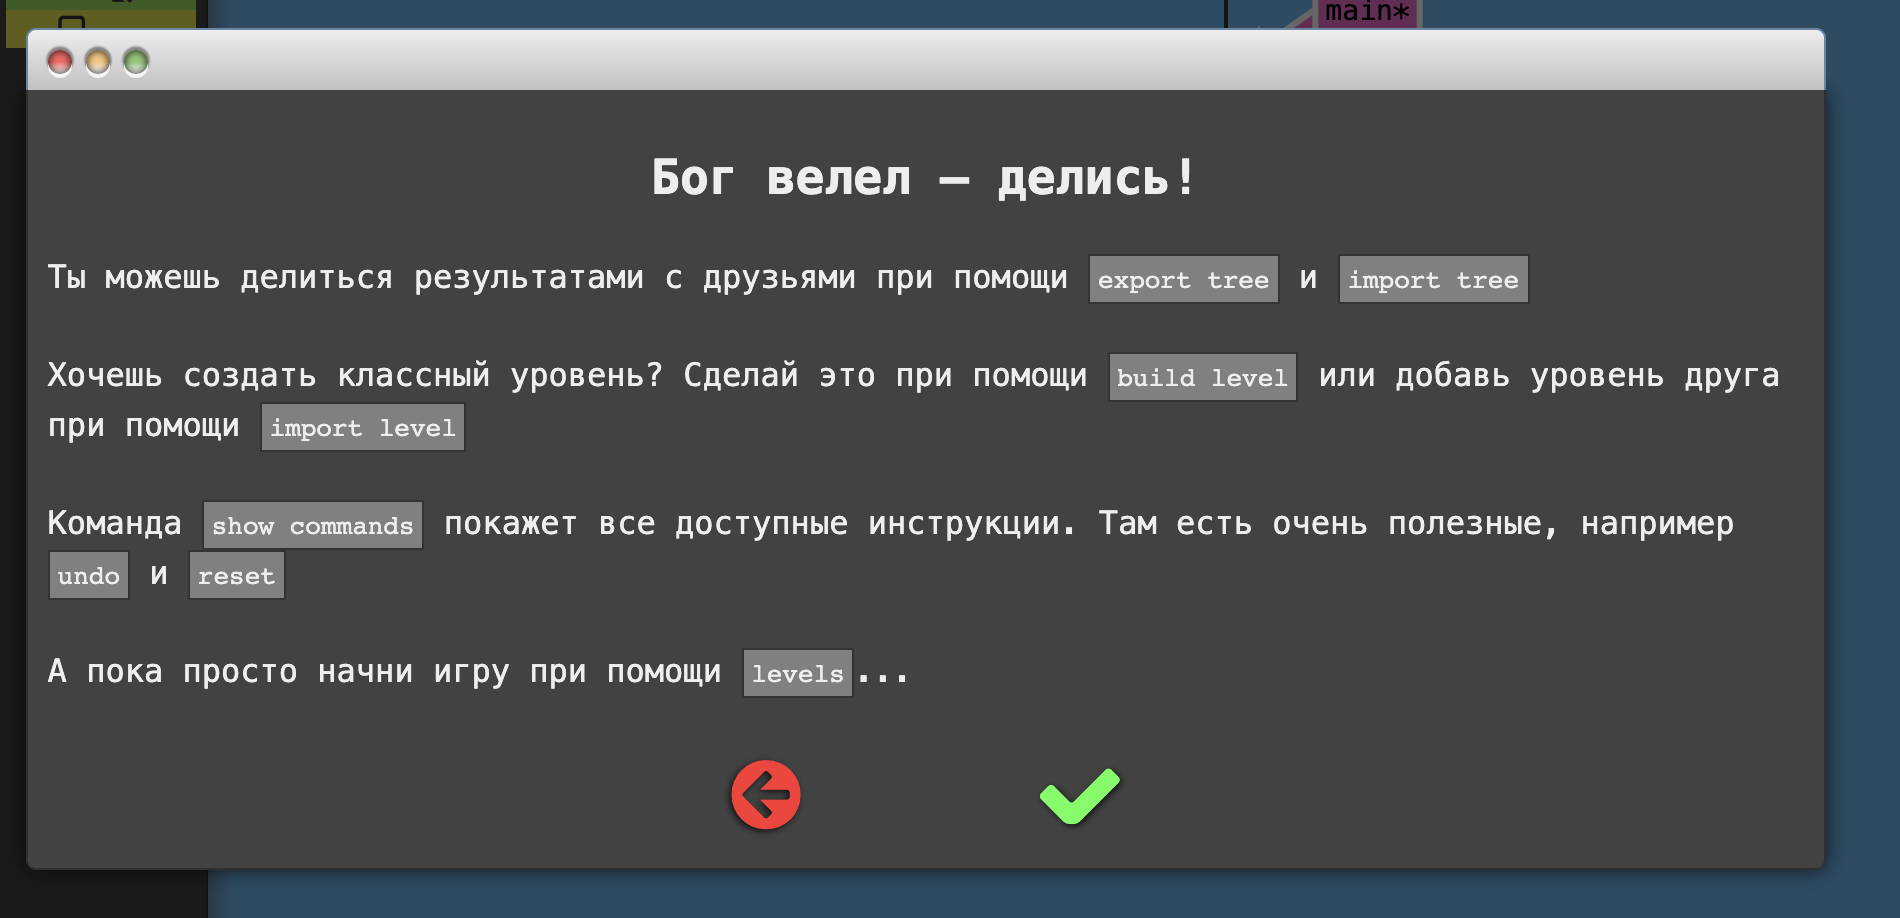 main*
Бог велел — делись!
Ты можешь делиться результатами с друзьями при помощи export tree и import tree
Хочешь создать классный уровень? Сделай это при помощи build level или добавь уровень друга
при помощи import level
Команда show commands покажет все доступные инструкции. Там есть очень полезные, например
undo и reset
А пока просто начни игру при помощи levels...